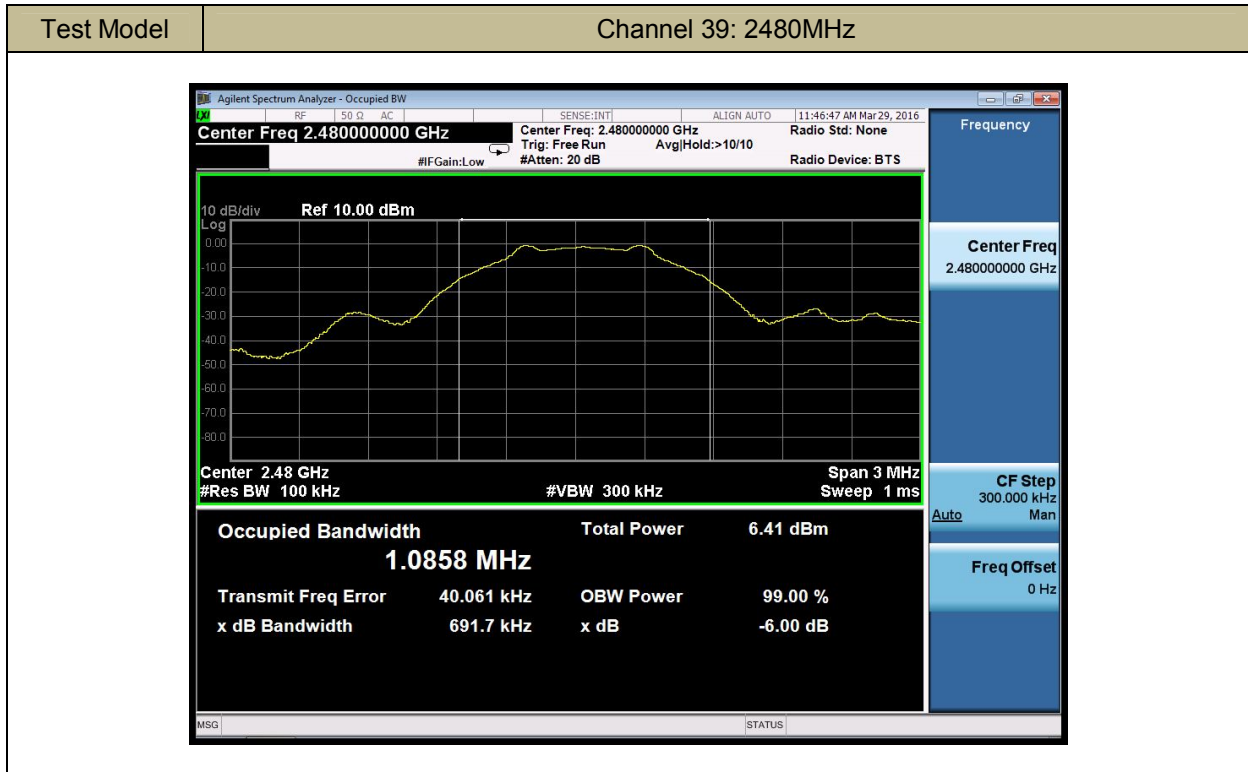 Test Model
Channel 39: 2480MHz
Agilent Spectrum Analyzer - Occupied BW
LXI RF 50 Ω AC SENSE:INT ALIGN AUTO 11:46:47 AM Mar 29, 2016
Center Freq 2.480000000 GHz
Center Freq: 2.480000000 GHz
Radio Std: None
Trig: Free Run Avg|Hold:>10/10
#IFGain:Low
#Atten: 20 dB
Radio Device: BTS
10 dB/div Ref 10.00 dBm
Log
0.00
-10.0
-20.0
-30.0
-40.0
-50.0
-60.0
-70.0
-80.0
Center 2.48 GHz
Span 3 MHz
#Res BW 100 kHz
#VBW 300 kHz
Sweep 1 ms
Occupied Bandwidth
1.0858 MHz
Total Power 6.41 dBm
Transmit Freq Error 40.061 kHz
OBW Power 99.00 %
x dB Bandwidth 691.7 kHz
x dB -6.00 dB
Frequency
Center Freq
2.480000000 GHz
CF Step
300.000 kHz
Auto Man
Freq Offset
0 Hz
MSG
STATUS